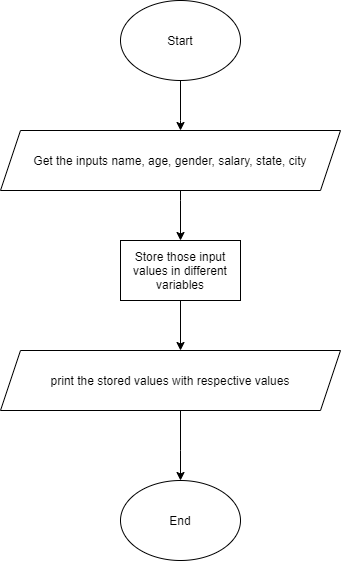 Start
Get the inputs name, age, gender, salary, state, city
Store those input
values in different
variables
print the stored values with respective values
End